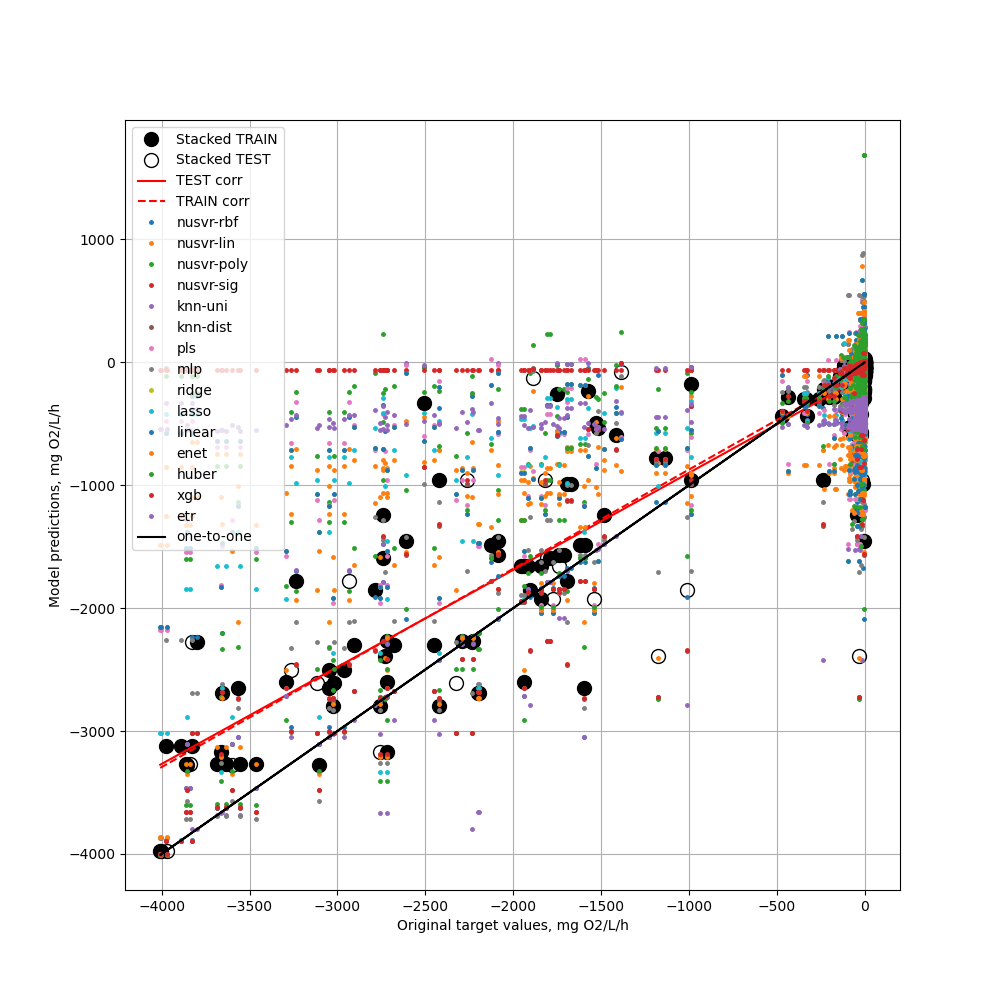 Stacked TRAIN
Stacked TEST
TEST corr
TRAIN corr
nusvr-rbf
nusvr-lin
nusvr-poly
nusvr-sig
knn-uni
knn-dist
pls
mlp
ridge
lasso
linear
enet
huber
xgb
etr
one-to-one
1000
0
−1000
−2000
−3000
−4000
Model predictions, mg O2/L/h
−4000 −3500 −3000 −2500 −2000 −1500 −1000 −500 0
Original target values, mg O2/L/h